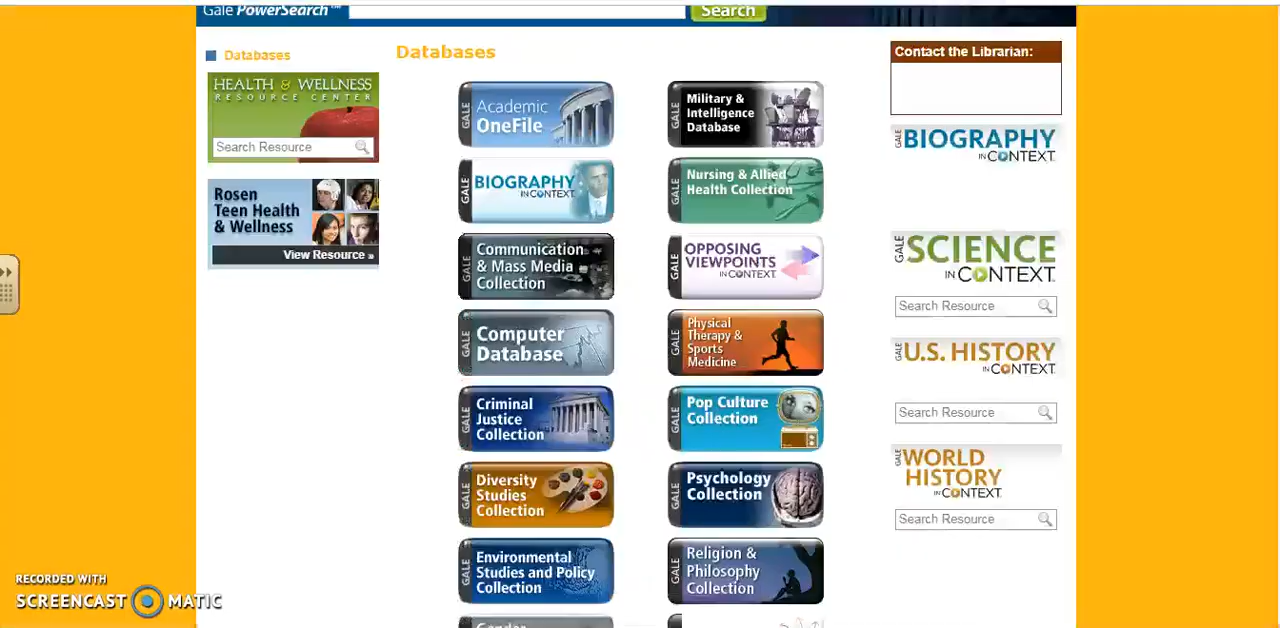 Gale PowerSearch™
Search
Databases
HEALTH & WELLNESS
RESOURCE CENTER
Search Resource
Rosen
Teen Health
& Wellness
View Resource »
Databases
GALE
Academic
OneFile
GALE
Military &
Intelligence
Database
GALE
BIOGRAPHY
IN CONTEXT
GALE
Nursing & Allied
Health Collection
GALE
Communication
& Mass Media
Collection
GALE
OPPOSING
VIEWPOINTS
IN CONTEXT
GALE
Computer
Database
GALE
Physical
Therapy &
Sports
Medicine
GALE
Criminal
Justice
Collection
GALE
Pop Culture
Collection
GALE
Diversity
Studies
Collection
GALE
Psychology
Collection
GALE
Environmental
Studies and Policy
Collection
GALE
Religion &
Philosophy
Collection
Gender
Contact the Librarian:
GALE
BIOGRAPHY
IN CONTEXT
GALE
SCIENCE
IN CONTEXT
Search Resource
GALE
U.S. HISTORY
IN CONTEXT
Search Resource
GALE
WORLD
HISTORY
IN CONTEXT
Search Resource
RECORDED WITH
SCREENCAST MATIC